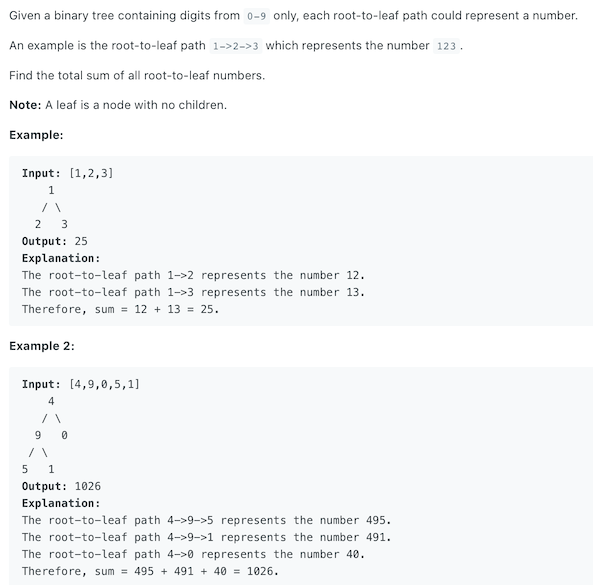 Given a binary tree containing digits from 0-9 only, each root-to-leaf path could represent a number.
An example is the root-to-leaf path 1->2->3 which represents the number 123 .
Find the total sum of all root-to-leaf numbers.
Note: A leaf is a node with no children.
Example:
Input: [1,2,3]
    1
   / \
  2   3
Output: 25
Explanation:
The root-to-leaf path 1->2 represents the number 12.
The root-to-leaf path 1->3 represents the number 13.
Therefore, sum = 12 + 13 = 25.
Example 2:
Input: [4,9,0,5,1]
    4
   / \
  9   0
 / \
5   1
Output: 1026
Explanation:
The root-to-leaf path 4->9->5 represents the number 495.
The root-to-leaf path 4->9->1 represents the number 491.
The root-to-leaf path 4->0 represents the number 40.
Therefore, sum = 495 + 491 + 40 = 1026.